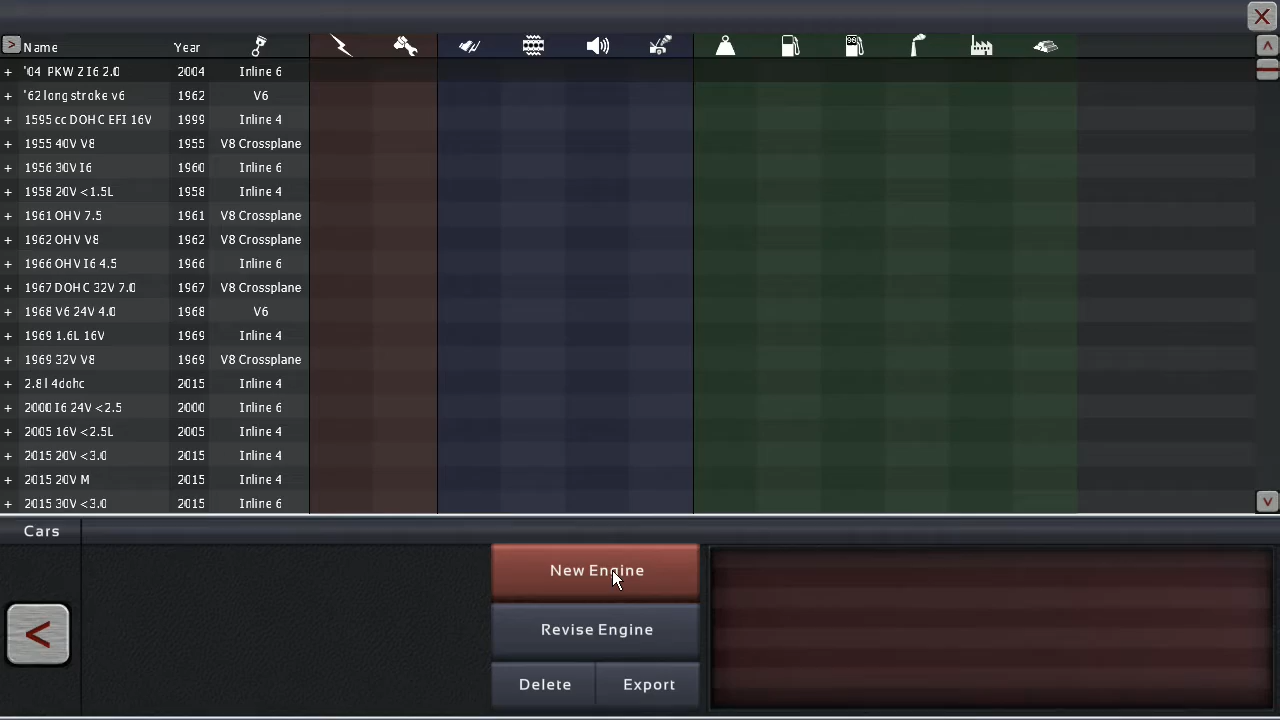 > Name Year
+ '04 PKW Z I6 2.0 2004 Inline 6
+ '62 long stroke v6 1962 V6
+ 1595 cc DOHC EFI 16V 1999 Inline 4
+ 1955 40V V8 1955 V8 Crossplane
+ 1956 30V I6 1960 Inline 6
+ 1958 20V <1.5L 1958 Inline 4
+ 1961 OHV 7.5 1961 V8 Crossplane
+ 1962 OHV V8 1962 V8 Crossplane
+ 1966 OHV I6 4.5 1966 Inline 6
+ 1967 DOHC 32V 7.0 1967 V8 Crossplane
+ 1968 V6 24V 4.0 1968 V6
+ 1969 1.6L 16V 1969 Inline 4
+ 1969 32V V8 1969 V8 Crossplane
+ 2.8 l 4dohc 2015 Inline 4
+ 2000 I6 24V <2.5 2000 Inline 6
+ 2005 16V <2.5L 2005 Inline 4
+ 2015 20V <3.0 2015 Inline 4
+ 2015 20V M 2015 Inline 4
+ 2015 30V <3.0 2015 Inline 6
Cars
New Engine
<
Revise Engine
Delete Export